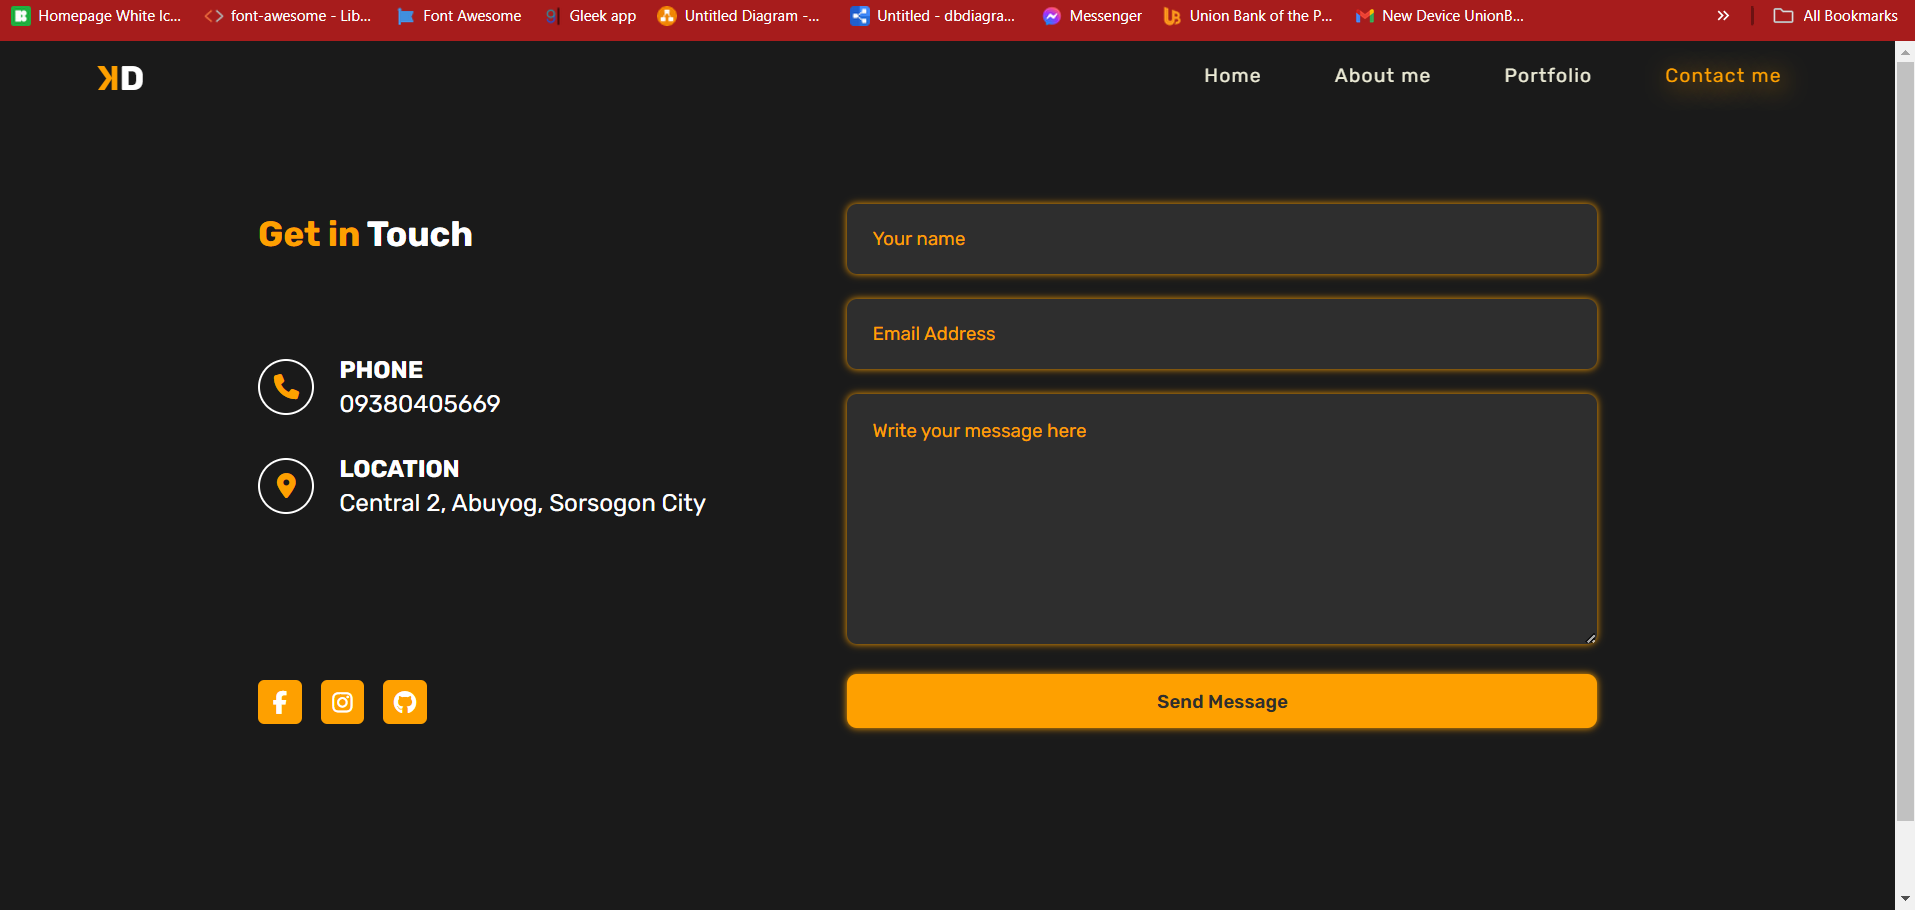 Homepage White Ic... font-awesome - Lib... Font Awesome Gleek app Untitled Diagram -... Untitled - dbdiagra... Messenger Union Bank of the P... New Device UnionB... » All Bookmarks
KD Home About me Portfolio Contact me
Get in Touch
PHONE
09380405669
LOCATION
Central 2, Abuyog, Sorsogon City
Your name
Email Address
Write your message here
Send Message